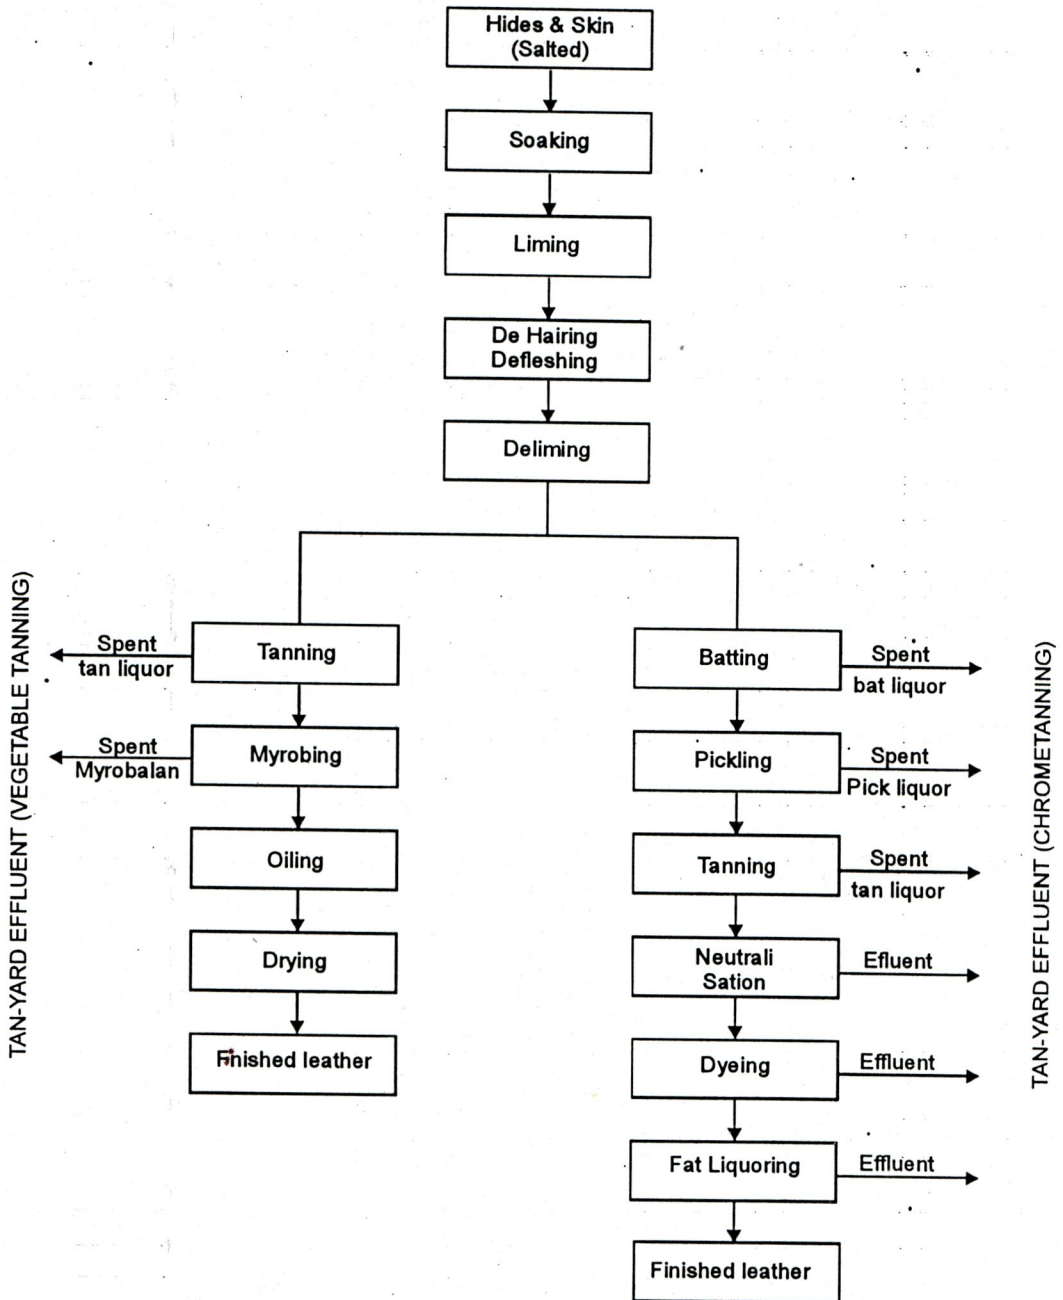 Hides & Skin
(Salted)
Soaking
Liming
De Hairing
Defleshing
Deliming
TAN-YARD EFFLUENT (VEGETABLE TANNING)
Spent
tan liquor
Tanning
Spent
Myrobalan
Myrobing
Oiling
Drying
Finished leather
Batting
Spent
bat liquor
Pickling
Spent
Pick liquor
Tanning
Spent
tan liquor
Neutrali
Sation
Efluent
Dyeing
Effluent
Fat Liquoring
Effluent
Finished leather
TAN-YARD EFFLUENT (CHROMETANNING)